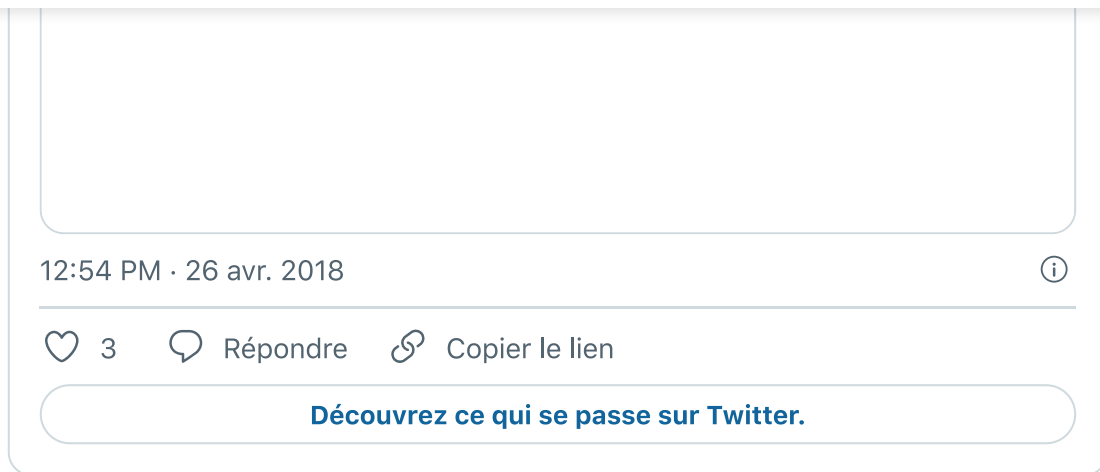 12:54 PM · 26 avr. 2018
3 Répondre Copier le lien
Découvrez ce qui se passe sur Twitter.